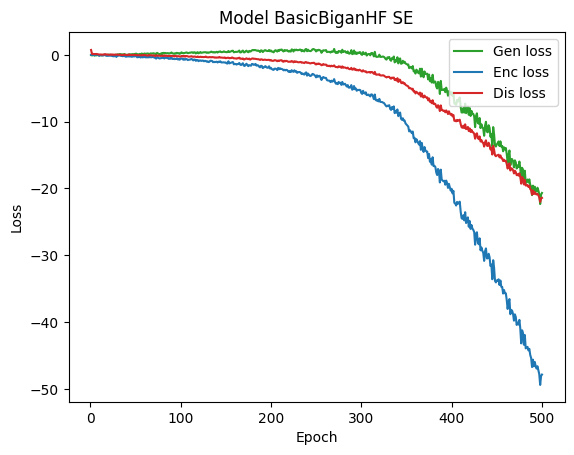 Model BasicBiganHF SE
Gen loss
Enc loss
Dis loss
Loss
0
−10
−20
−30
−40
−50
0 100 200 300 400 500
Epoch